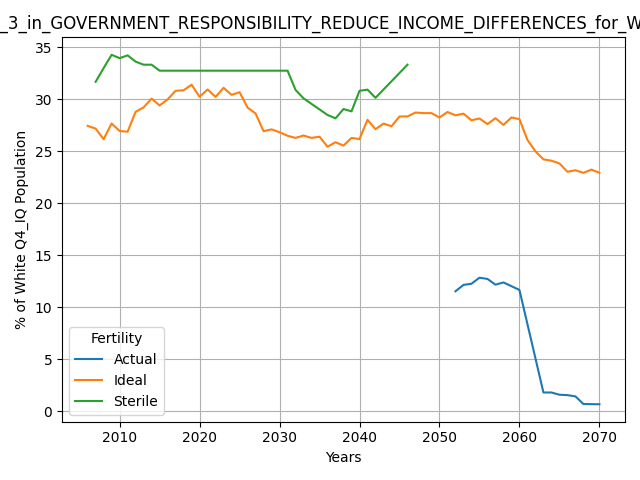 _3_in_GOVERNMENT_RESPONSIBILITY_REDUCE_INCOME_DIFFERENCES_for_W
35
30
25
20
15
10
5
0
% of White Q4_IQ Population
Fertility
Actual
Ideal
Sterile
2010 2020 2030 2040 2050 2060 2070
Years